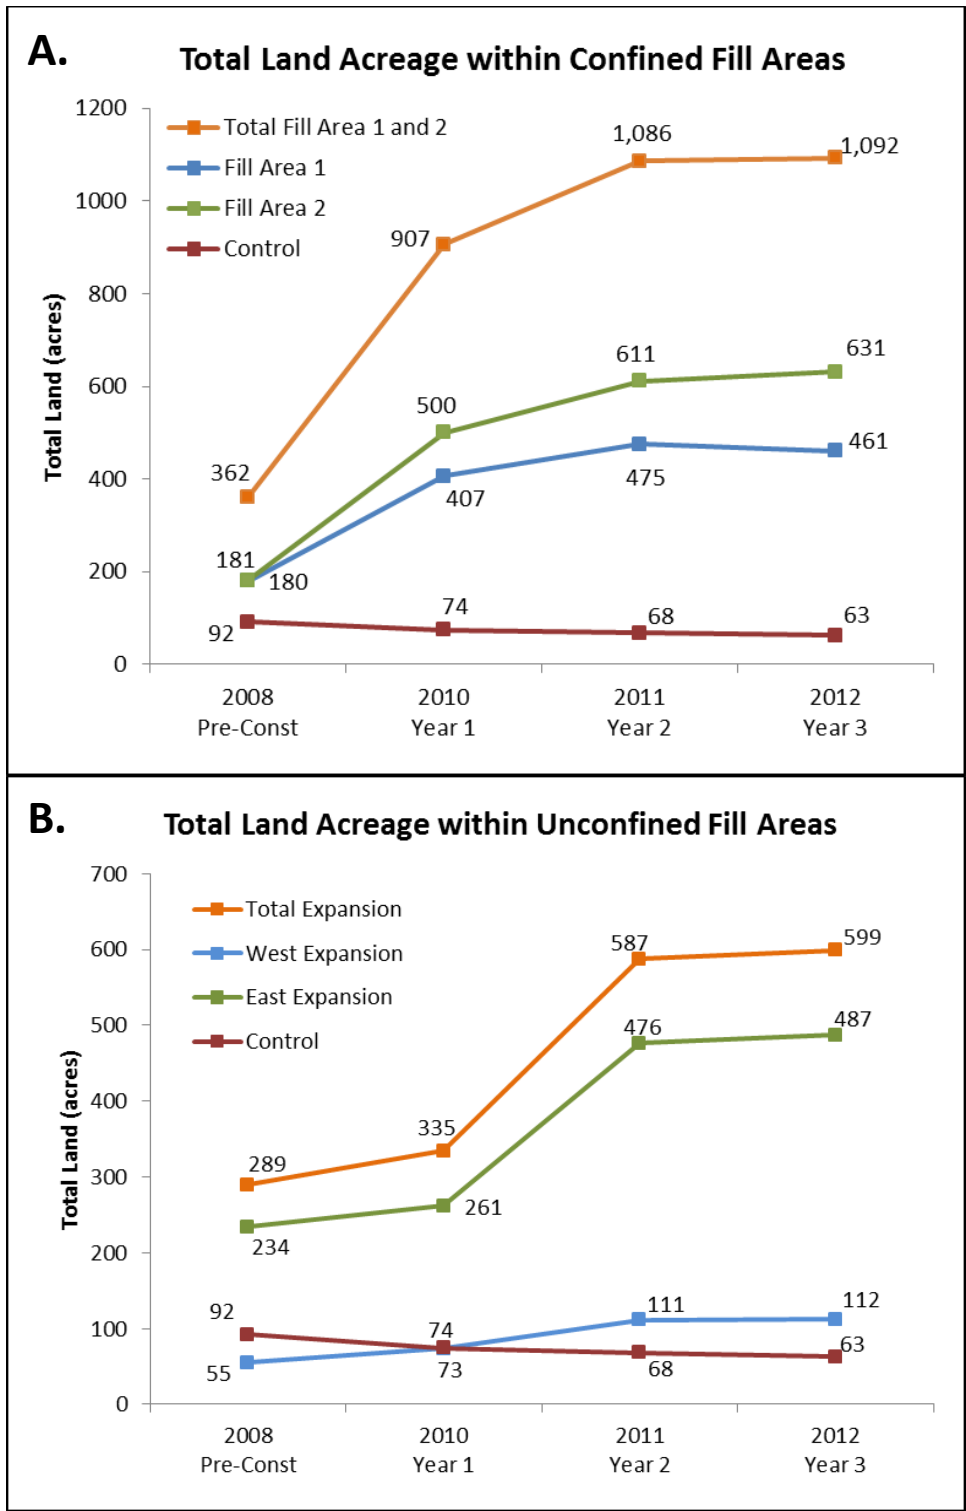 A.
Total Land Acreage within Confined Fill Areas
Total Land (acres)
1200
1000
800
600
400
200
0
Total Fill Area 1 and 2
Fill Area 1
Fill Area 2
Control
362
907
1,086
1,092
181
500
611
631
180
407
475
461
92
74
68
63
2008 2010 2011 2012
Pre-Const Year 1 Year 2 Year 3
B.
Total Land Acreage within Unconfined Fill Areas
Total Land (acres)
700
600
500
400
300
200
100
0
Total Expansion
West Expansion
East Expansion
Control
289
335
587
599
234
261
476
487
92
74
68
63
55
73
111
112
2008 2010 2011 2012
Pre-Const Year 1 Year 2 Year 3